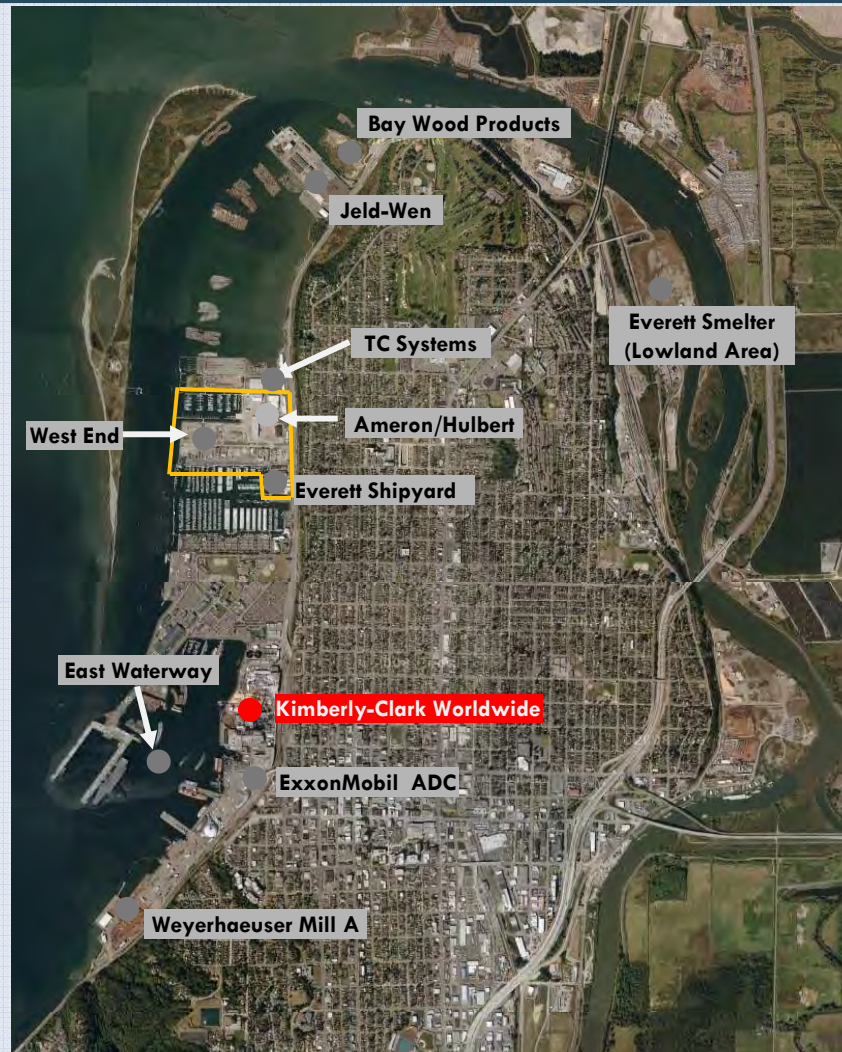 Bay Wood Products
Jeld-Wen
Everett Smelter
(Lowland Area)
TC Systems
Ameron/Hulbert
West End
Everett Shipyard
East Waterway
Kimberly-Clark Worldwide
ExxonMobil ADC
Weyerhaeuser Mill A